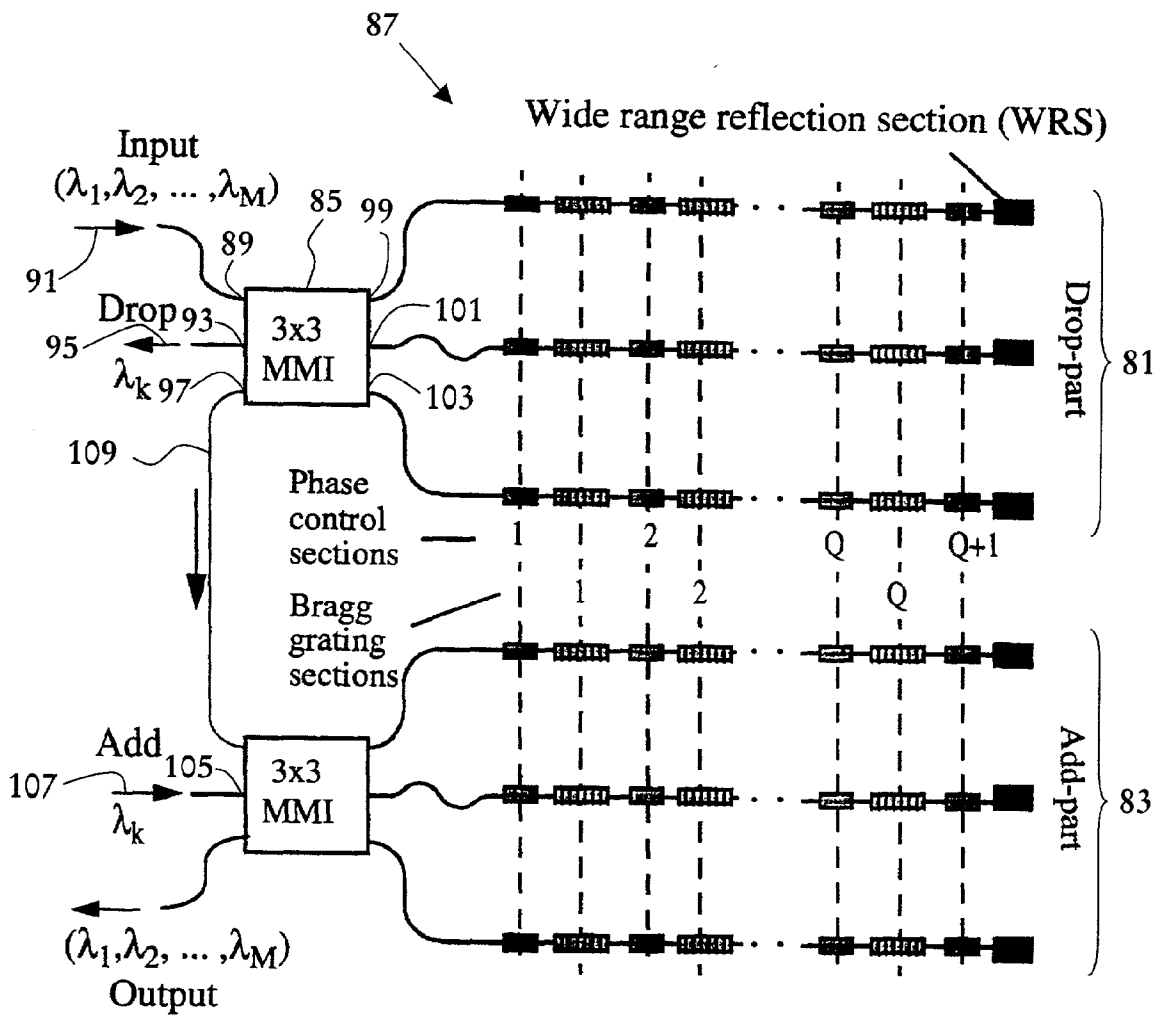 87
Wide range reflection section (WRS)
Input
(λ1,λ2, ... ,λM)
85
99
89
91
Drop
93
3x3
MMI
101
95
λk
97
103
109
Drop-part
81
Phase
control
sections
1
2
Q
Q+1
1
2
Q
Bragg
grating
sections
Add
105
3x3
MMI
107
λk
Add-part
83
(λ1,λ2, ... ,λM)
Output